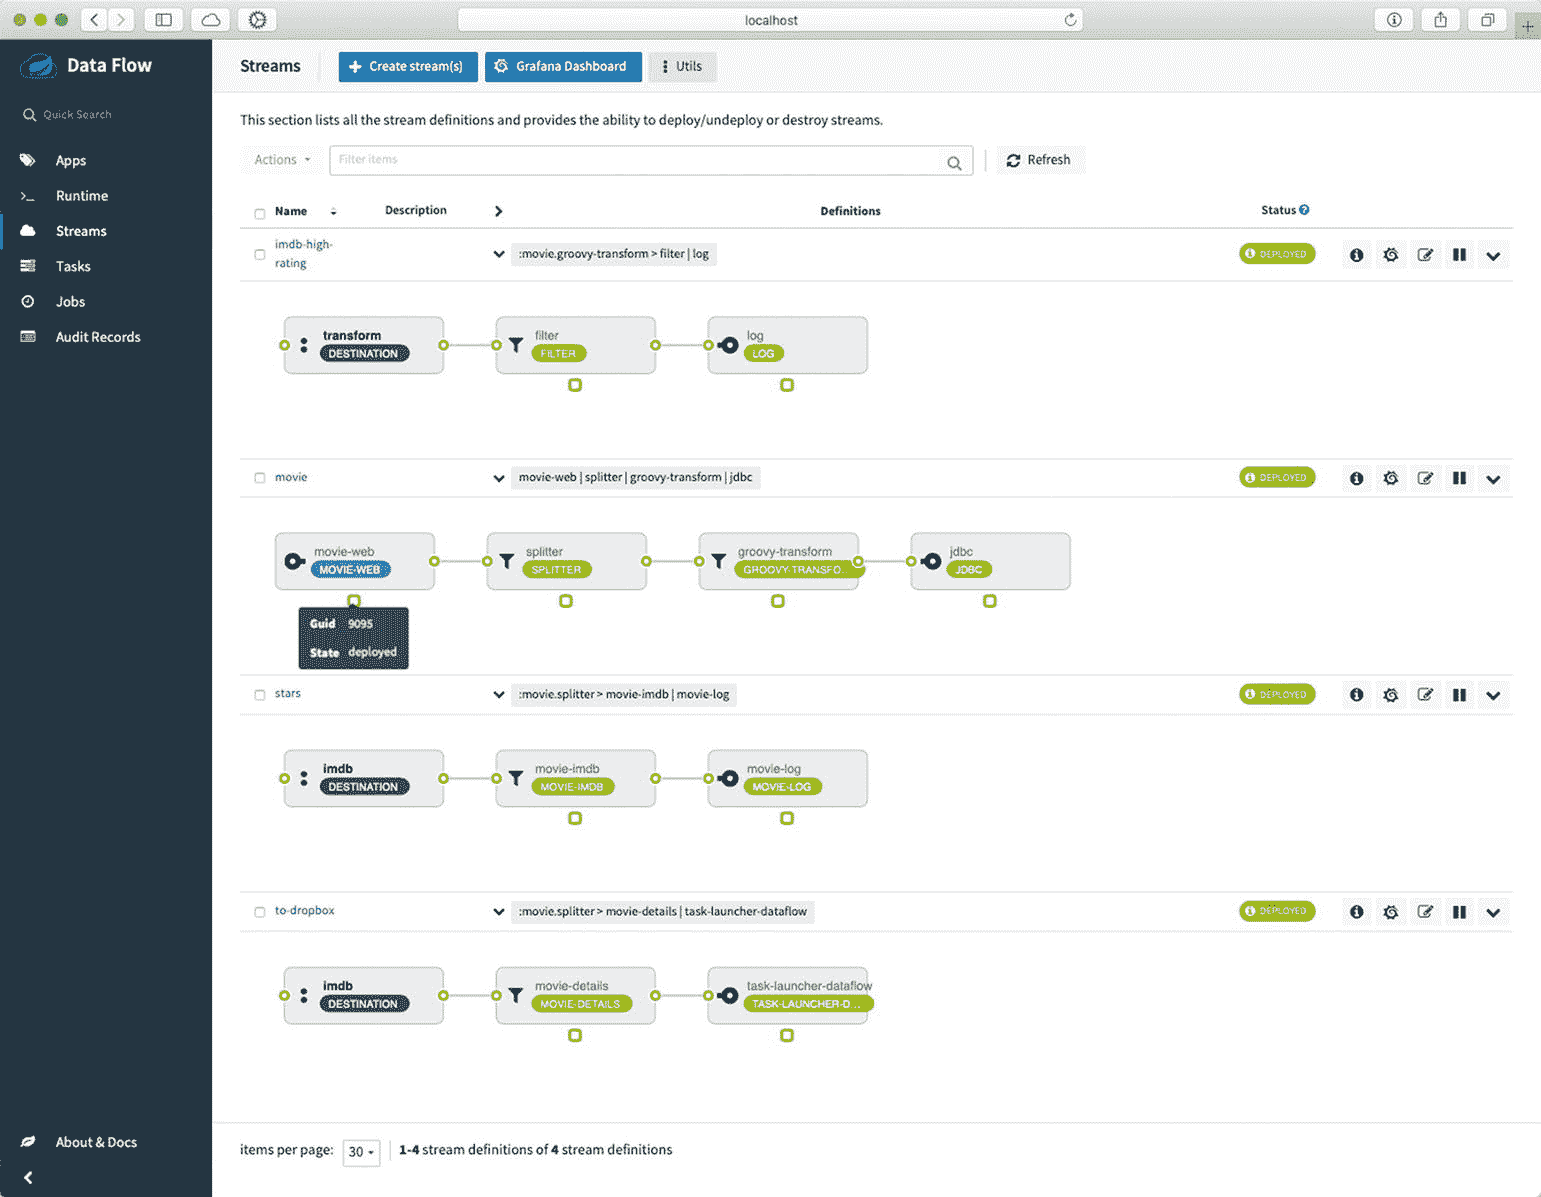 localhost
Data Flow
Quick Search
Apps
Runtime
Streams
Tasks
Jobs
Audit Records
About & Docs
Streams
Create stream(s)
Grafana Dashboard
Utils
This section lists all the stream definitions and provides the ability to deploy/undeploy or destroy streams.
Actions
Filter items
Refresh
Name Description Definitions Status
imdb-high-
rating
:movie.groovy-transform > filter | log
DEPLOYED
transform
DESTINATION
filter
FILTER
log
LOG
movie
movie-web | splitter | groovy-transform | jdbc
DEPLOYED
movie-web
MOVIE-WEB
splitter
SPLITTER
groovy-transform
GROOVY-TRANSFO...
jdbc
JDBC
Guid 9095
State deployed
stars
:movie.splitter > movie-imdb | movie-log
DEPLOYED
imdb
DESTINATION
movie-imdb
MOVIE-IMDB
movie-log
MOVIE-LOG
to-dropbox
:movie.splitter > movie-details | task-launcher-dataflow
DEPLOYED
imdb
DESTINATION
movie-details
MOVIE-DETAILS
task-launcher-dataflow
TASK-LAUNCHER-D...
items per page: 30 1-4 stream definitions of 4 stream definitions